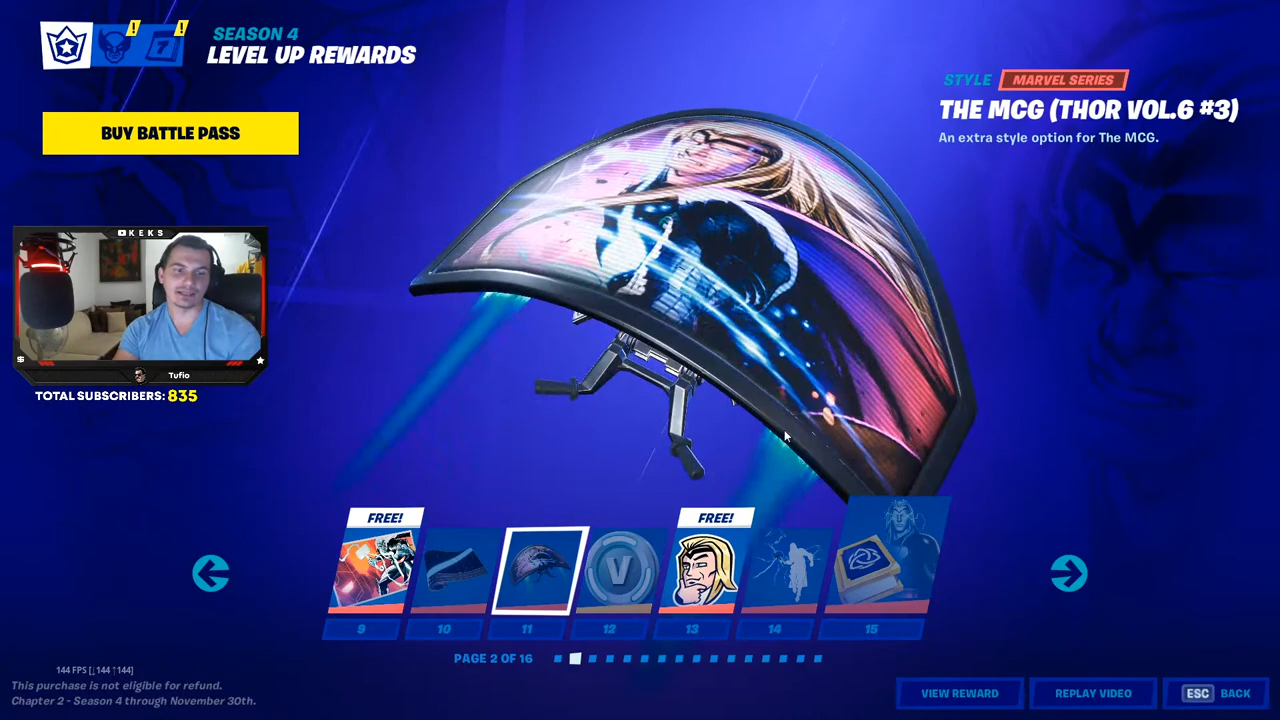 SEASON 4
LEVEL UP REWARDS
BUY BATTLE PASS
STYLE MARVEL SERIES
THE MCG (THOR VOL.6 #3)
An extra style option for The MCG.
KEKS
Tufio
TOTAL SUBSCRIBERS: 835
FREE!
FREE!
V
9 10 11 12 13 14 15
PAGE 2 OF 16
144 FPS [↓144 ↑144]
This purchase is not eligible for refund.
Chapter 2 - Season 4 through November 30th.
VIEW REWARD
REPLAY VIDEO
ESC BACK